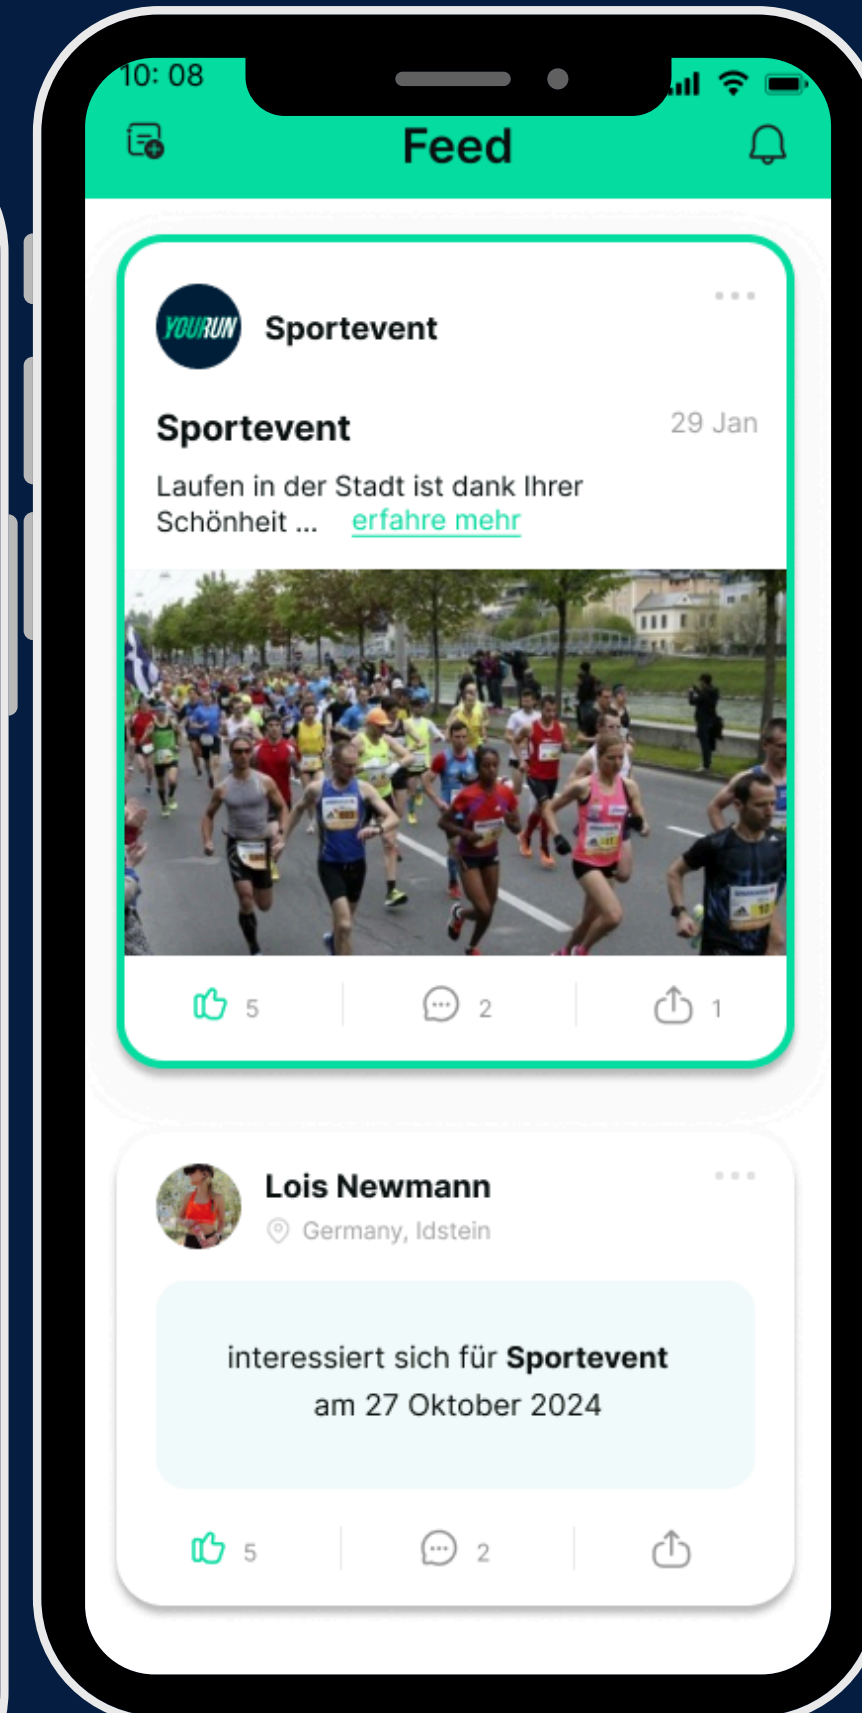 10: 08
Feed
YOURUN
Sportevent
Sportevent
29 Jan
Laufen in der Stadt ist dank Ihrer
Schönheit ... erfahre mehr
5
2
1
Lois Newmann
Germany, Idstein
interessiert sich für Sportevent
am 27 Oktober 2024
5
2